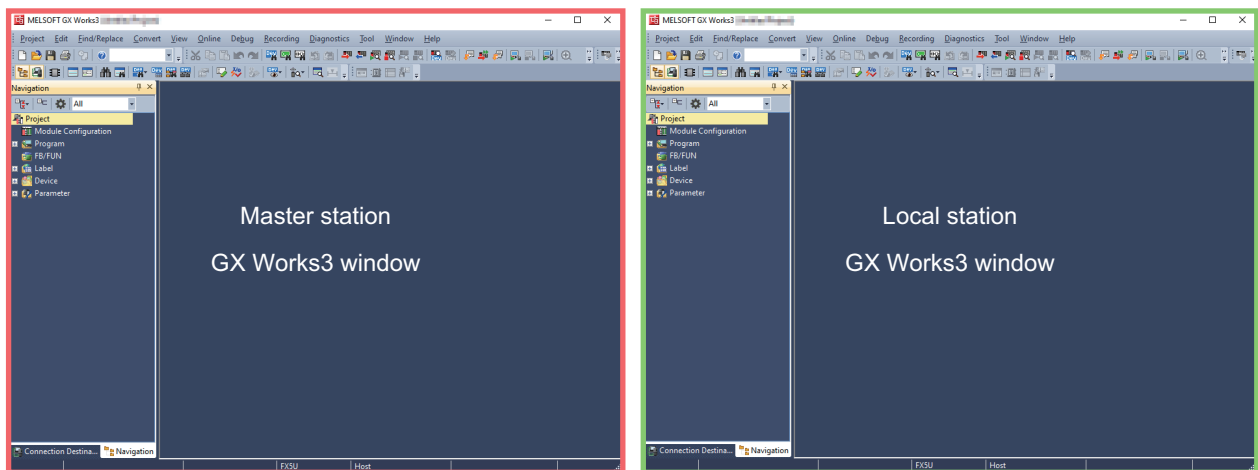 MELSOFT GX Works3
Project Edit Find/Replace Convert View Online Debug Recording Diagnostics Tool Window Help
Navigation
All
Project
Module Configuration
Program
FB/FUN
Label
Device
Parameter
Master station
GX Works3 window
Connection Destina... Navigation
FX5U Host
MELSOFT GX Works3
Project Edit Find/Replace Convert View Online Debug Recording Diagnostics Tool Window Help
Navigation
All
Project
Module Configuration
Program
FB/FUN
Label
Device
Parameter
Local station
GX Works3 window
Connection Destina... Navigation
FX5U Host